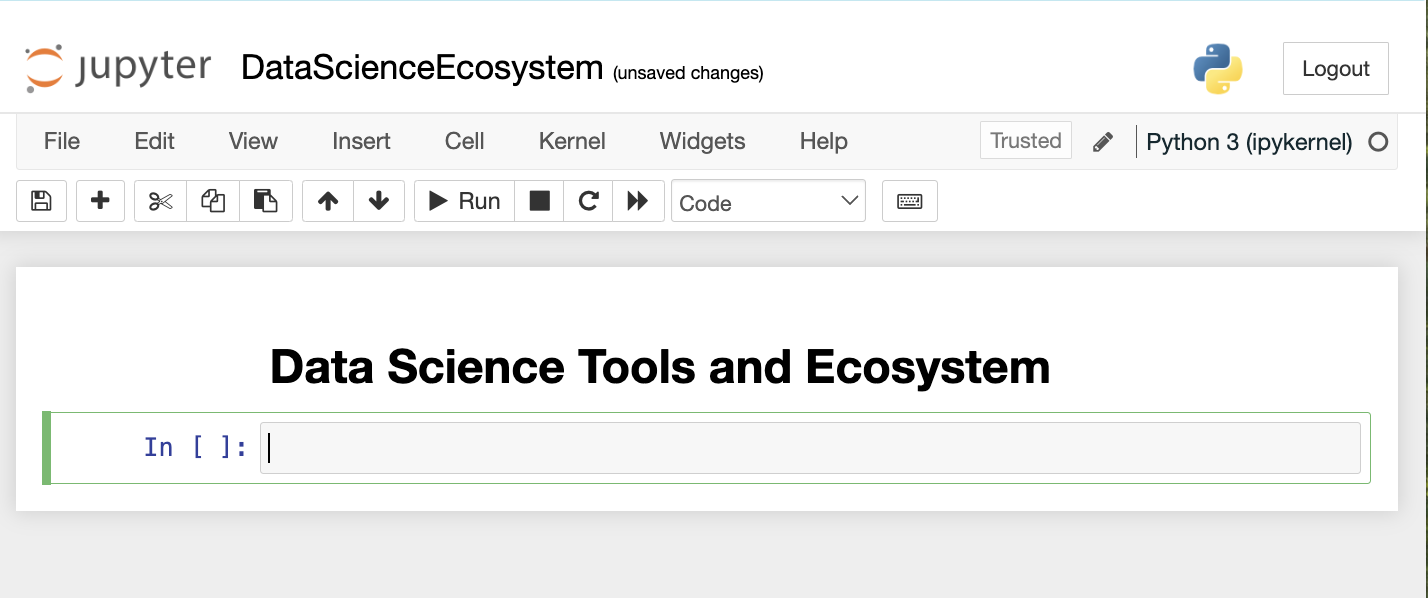 jupyter DataScienceEcosystem (unsaved changes) Logout
File Edit View Insert Cell Kernel Widgets Help Trusted Python 3 (ipykernel)
Run Code
Data Science Tools and Ecosystem
In [ ]: